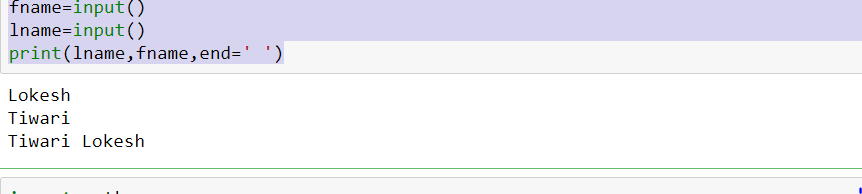 fname=input()
lname=input()
print(lname,fname,end=' ')
Lokesh
Tiwari
Tiwari Lokesh